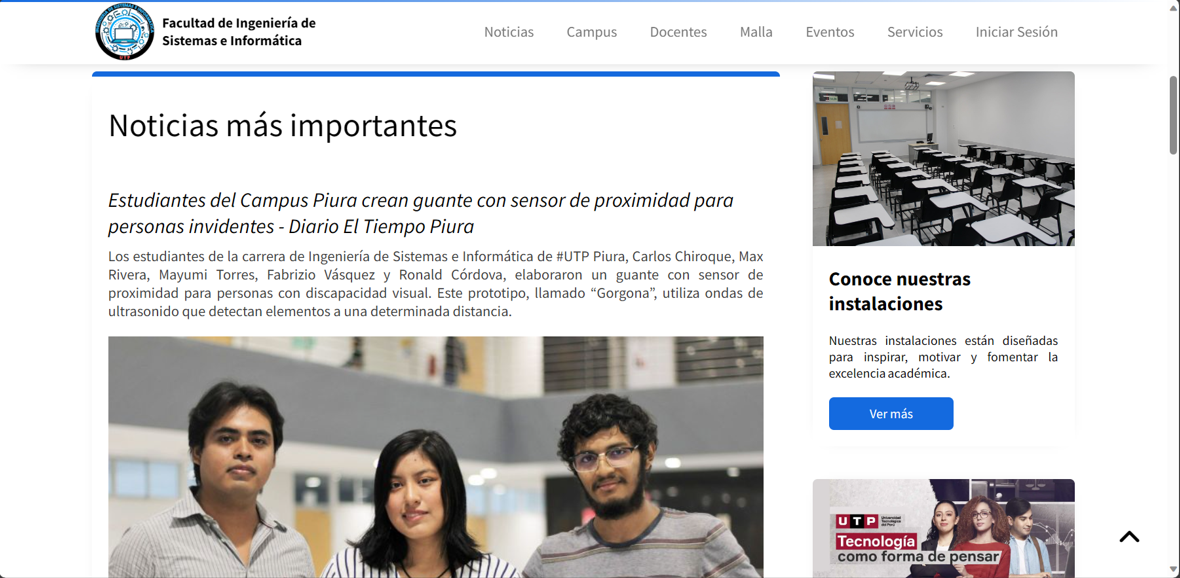 Facultad de Ingeniería de
Sistemas e Informática
Noticias
Campus
Docentes
Malla
Eventos
Servicios
Iniciar Sesión
Noticias más importantes
Estudiantes del Campus Piura crean guante con sensor de proximidad para
personas invidentes - Diario El Tiempo Piura
Los estudiantes de la carrera de Ingeniería de Sistemas e Informática de #UTP Piura, Carlos Chiroque, Max
Rivera, Mayumi Torres, Fabrizio Vásquez y Ronald Córdova, elaboraron un guante con sensor de
proximidad para personas con discapacidad visual. Este prototipo, llamado “Gorgona”, utiliza ondas de
ultrasonido que detectan elementos a una determinada distancia.
Conoce nuestras
instalaciones
Nuestras instalaciones están diseñadas
para inspirar, motivar y fomentar la
excelencia académica.
Ver más
UTP
Universidad
Tecnológica
del Perú
Tecnología
como forma de pensar